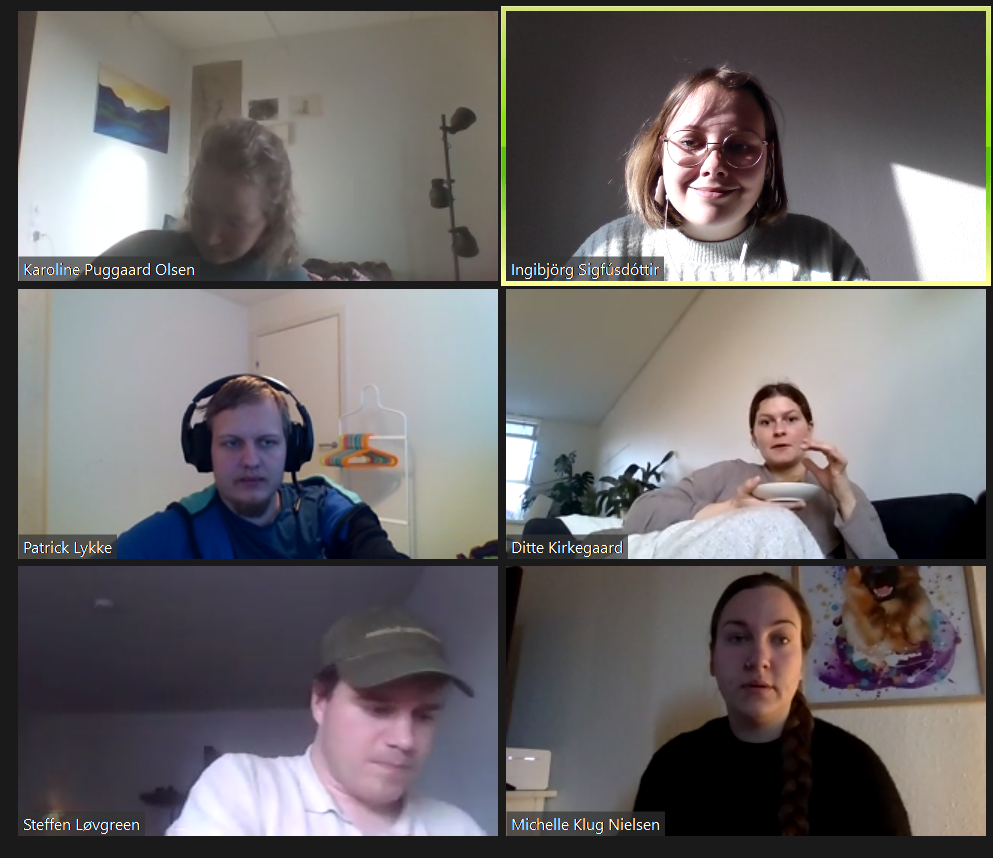 Karoline Puggaard Olsen
Ingibjörg Sigfúsdóttir
Patrick Lykke
Ditte Kirkegaard
Steffen Løvgreen
Michelle Klug Nielsen